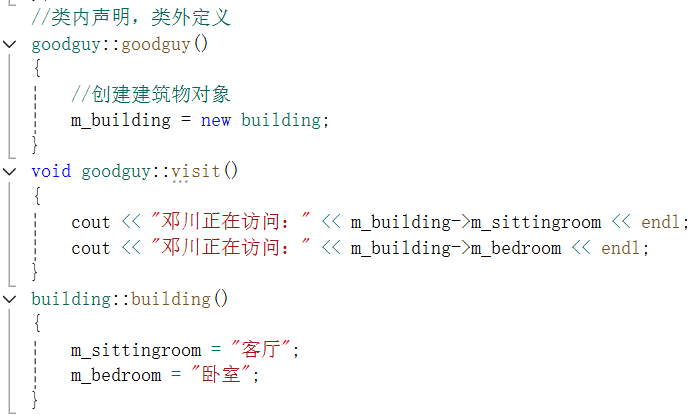 //类内声明，类外定义
goodguy::goodguy()
{
//创建建筑物对象
m_building = new building;
}
void goodguy::visit()
{
cout << "邓川正在访问：" << m_building->m_sittingroom << endl;
cout << "邓川正在访问：" << m_building->m_bedroom << endl;
}
building::building()
{
m_sittingroom = "客厅";
m_bedroom = "卧室";
}